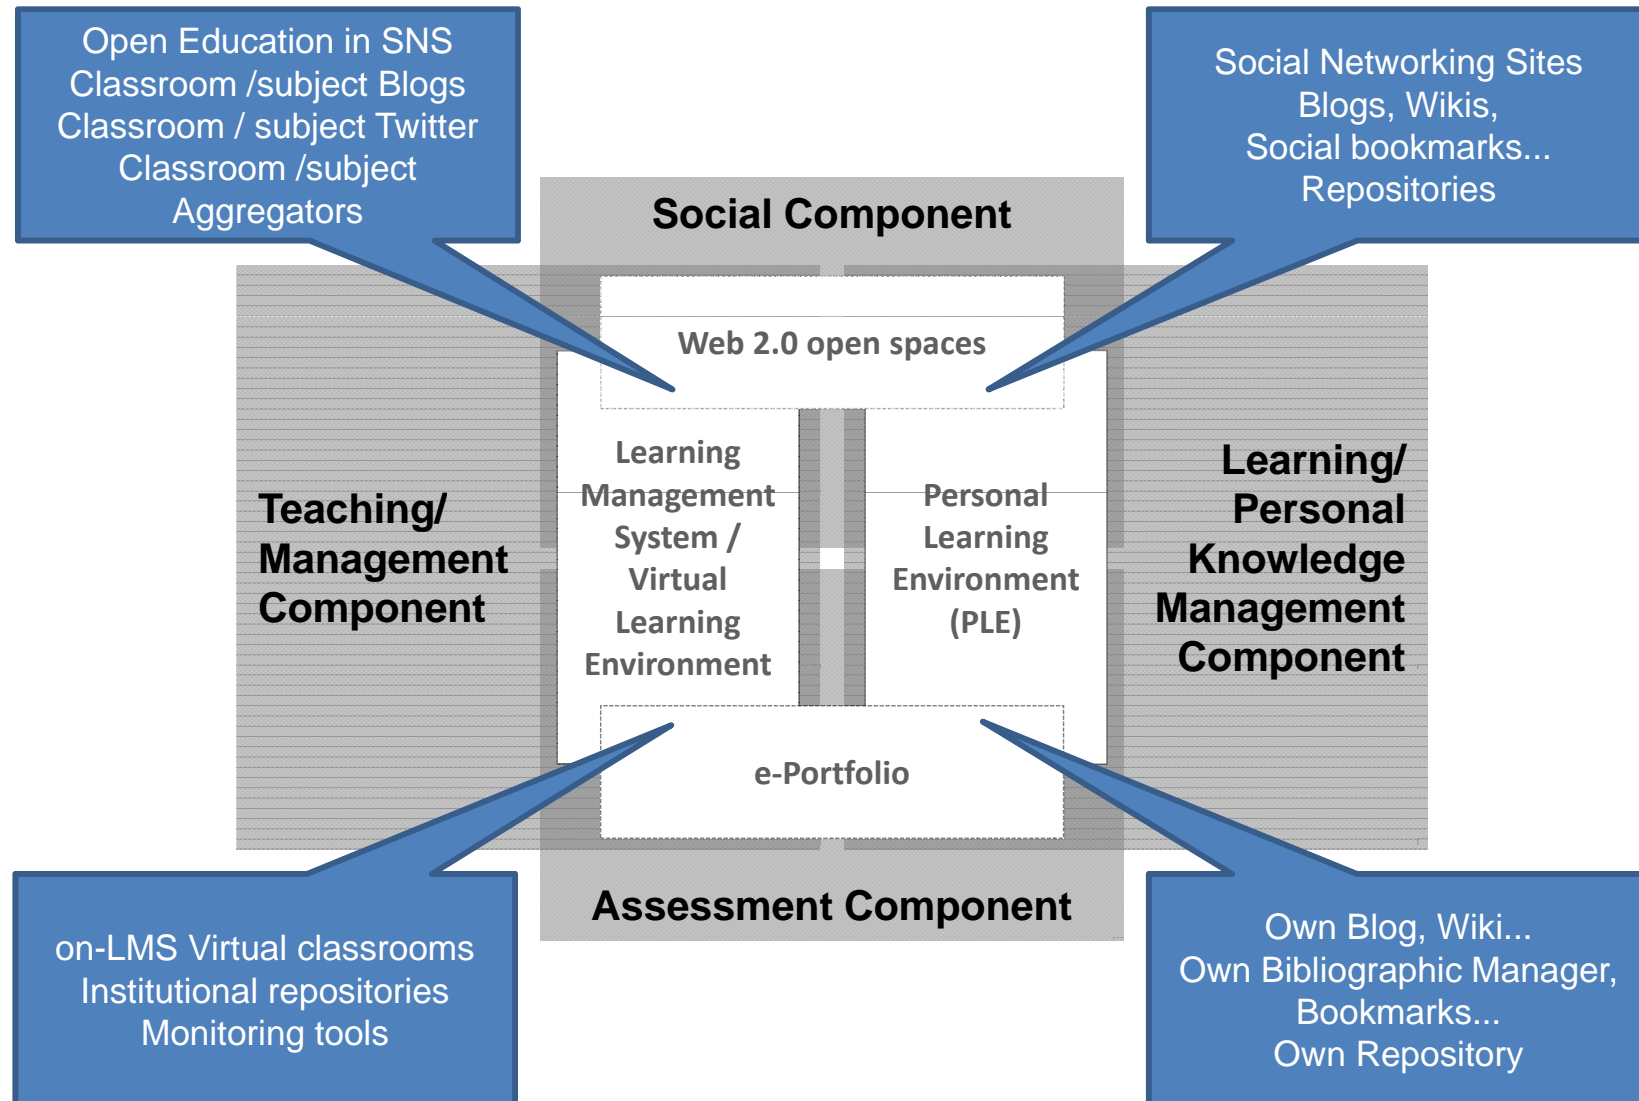 Open Education in SNS
Classroom /subject Blogs
Classroom / subject Twitter
Classroom /subject
Aggregators
Social Networking Sites
Blogs, Wikis,
Social bookmarks...
Repositories
Social Component
Web 2.0 open spaces
Teaching/
Management
Component
Learning
Management
System /
Virtual
Learning
Environment
Personal
Learning
Environment
(PLE)
Learning/
Personal
Knowledge
Management
Component
e-Portfolio
Assessment Component
on-LMS Virtual classrooms
Institutional repositories
Monitoring tools
Own Blog, Wiki...
Own Bibliographic Manager,
Bookmarks...
Own Repository